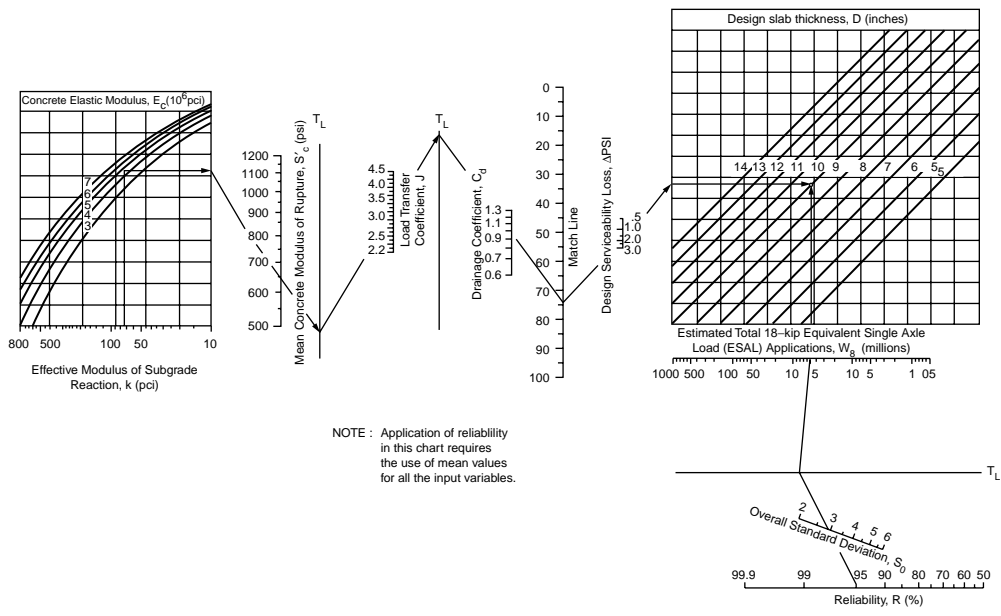 Design slab thickness, D (inches)
14 13 12 11 10 9 8 7 6 5
5
Concrete Elastic Modulus, Ec(10⁶pci)
7
6
5
4
3
800 500 100 50 10
Effective Modulus of Subgrade
Reaction, k (pci)
Mean Concrete Modulus of Rupture, S′c (psi)
1200
1100
1000
900
800
700
600
500
TL
Load Transfer
Coefficient, J
4.5
4.0
3.5
3.0
2.5
2.2
TL
Drainage Coefficient, Cd
1.3
1.1
0.9
0.7
0.6
Match Line
0
10
20
30
40
50
60
70
75
80
90
100
Design Serviceability Loss, ΔPSI
.5
1.0
2.0
3.0
Estimated Total 18–kip Equivalent Single Axle
Load (ESAL) Applications, W8 (millions)
1000 500 100 50 10 5 10 5 1 05
TL
NOTE : Application of reliablility
in this chart requires
the use of mean values
for all the input variables.
2 3 4 5 6
Overall Standard Deviation, S0
99.9 99 95 90 80 75 60 50
Reliability, R (%)